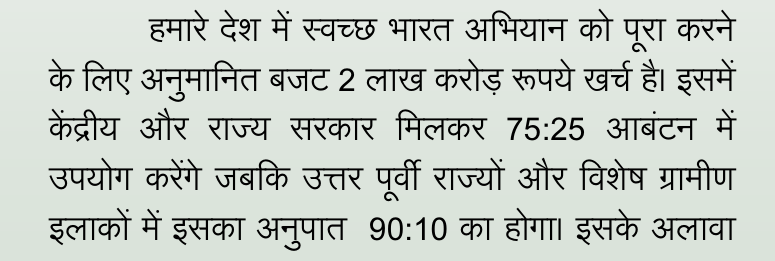 हमारे देश में स्वच्छ भारत अभियान को पूरा करने
के लिए अनुमानित बजट 2 लाख करोड़ रूपये खर्च है। इसमें
केंद्रीय और राज्य सरकार मिलकर 75:25 आबंटन में
उपयोग करेंगे जबकि उत्तर पूर्वी राज्यों और विशेष ग्रामीण
इलाकों में इसका अनुपात 90:10 का होगा। इसके अलावा